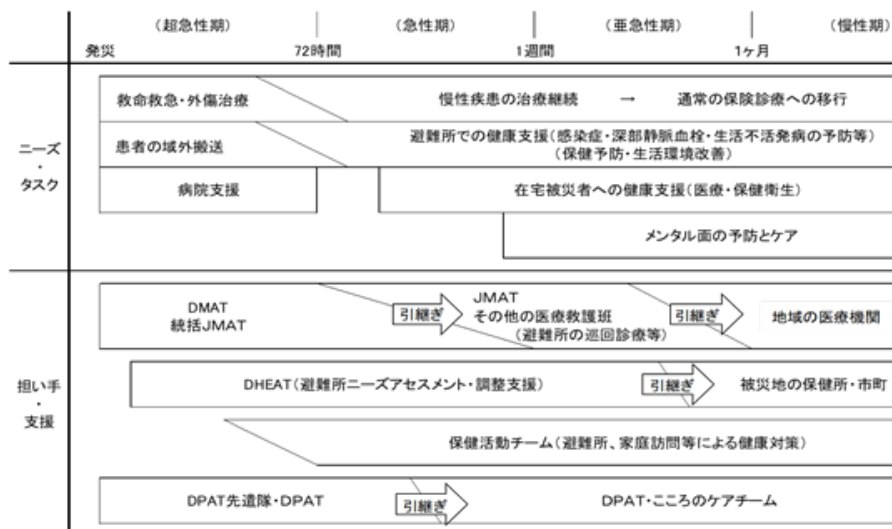 (超急性期)
(急性期)
(亜急性期)
(慢性期)
発災
72時間
1週間
1ヶ月
ニーズ
・
タスク
救命救急・外傷治療
慢性疾患の治療継続 → 通常の保険診療への移行
患者の域外搬送
避難所での健康支援(感染症・深部静脈血栓・生活不活発病の予防等)
(保健予防・生活環境改善)
病院支援
在宅被災者への健康支援(医療・保健衛生)
メンタル面の予防とケア
担い手
・
支援
DMAT
統括JMAT
引継ぎ
JMAT
その他の医療救護班
(避難所の巡回診療等)
引継ぎ
地域の医療機関
DHEAT(避難所ニーズアセスメント・調整支援)
引継ぎ
被災地の保健所・市町
保健活動チーム(避難所、家庭訪問等による健康対策)
DPAT先遣隊・DPAT
引継ぎ
DPAT・こころのケアチーム